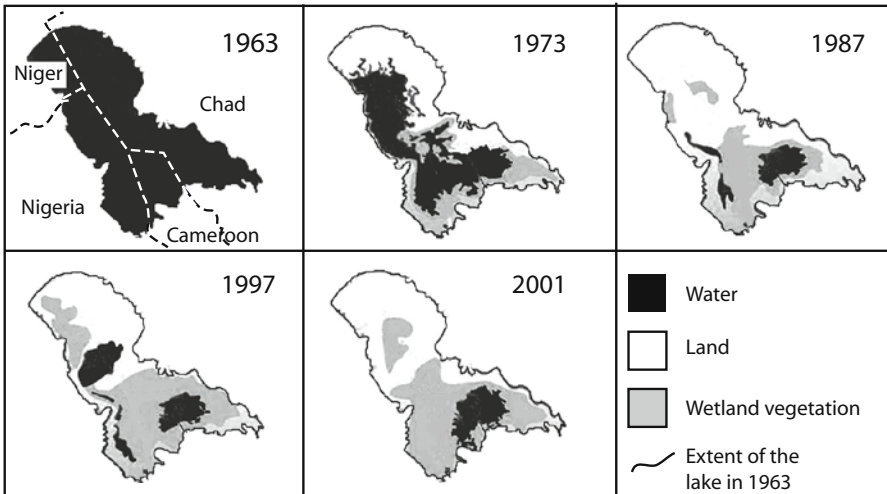 1963
Niger
Chad
Nigeria
Cameroon
1973
1987
1997
2001
Water
Land
Wetland vegetation
Extent of the
lake in 1963